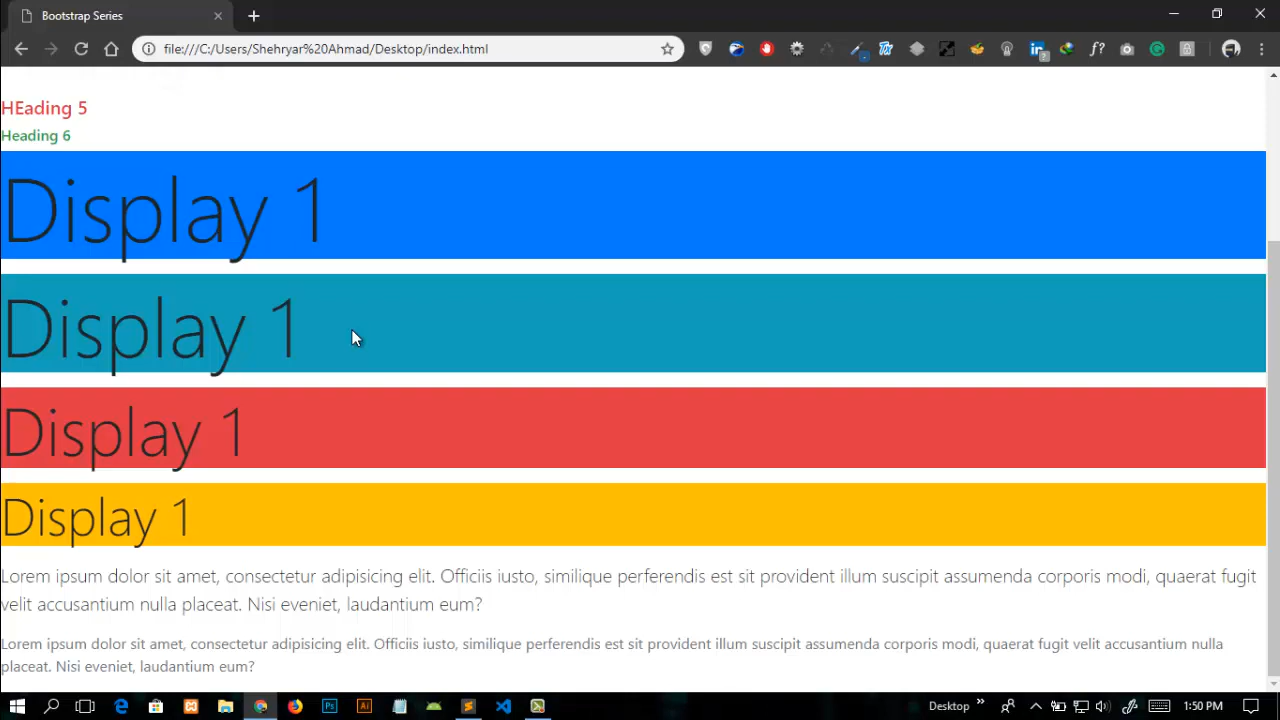 Bootstrap Series
file:///C:/Users/Shehryar%20Ahmad/Desktop/index.html
f?
HEading 5
Heading 6
Display 1
Display 1
Display 1
Display 1
Lorem ipsum dolor sit amet, consectetur adipisicing elit. Officiis iusto, similique perferendis est sit provident illum suscipit assumenda corporis modi, quaerat fugit
velit accusantium nulla placeat. Nisi eveniet, laudantium eum?
Lorem ipsum dolor sit amet, consectetur adipisicing elit. Officiis iusto, similique perferendis est sit provident illum suscipit assumenda corporis modi, quaerat fugit velit accusantium nulla
placeat. Nisi eveniet, laudantium eum?
Desktop 1:50 PM